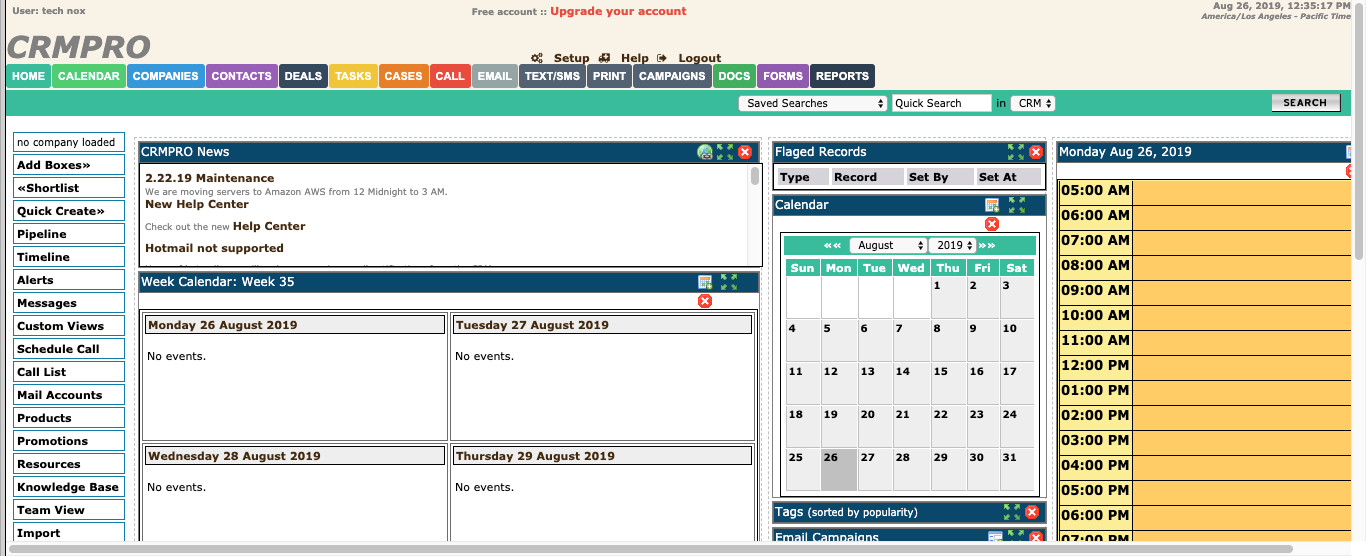 User: tech nox
Free account :: Upgrade your account
Aug 26, 2019, 12:35:17 PM
America/Los Angeles - Pacific Time
CRMPRO
Setup Help Logout
HOME CALENDAR COMPANIES CONTACTS DEALS TASKS CASES CALL EMAIL TEXT/SMS PRINT CAMPAIGNS DOCS FORMS REPORTS
Saved Searches Quick Search in CRM SEARCH
no company loaded
Add Boxes»
«Shortlist
Quick Create»
Pipeline
Timeline
Alerts
Messages
Custom Views
Schedule Call
Call List
Mail Accounts
Products
Promotions
Resources
Knowledge Base
Team View
Import
CRMPRO News
2.22.19 Maintenance
We are moving servers to Amazon AWS from 12 Midnight to 3 AM.
New Help Center
Check out the new Help Center
Hotmail not supported
Week Calendar: Week 35
Monday 26 August 2019 Tuesday 27 August 2019
No events. No events.
Wednesday 28 August 2019 Thursday 29 August 2019
No events. No events.
Flaged Records
Type Record Set By Set At
Calendar
«« August 2019 »»
Sun Mon Tue Wed Thu Fri Sat
1 2 3
4 5 6 7 8 9 10
11 12 13 14 15 16 17
18 19 20 21 22 23 24
25 26 27 28 29 30 31
Tags (sorted by popularity)
Email Campaigns
Monday Aug 26, 2019
05:00 AM
06:00 AM
07:00 AM
08:00 AM
09:00 AM
10:00 AM
11:00 AM
12:00 PM
01:00 PM
02:00 PM
03:00 PM
04:00 PM
05:00 PM
06:00 PM
07:00 PM